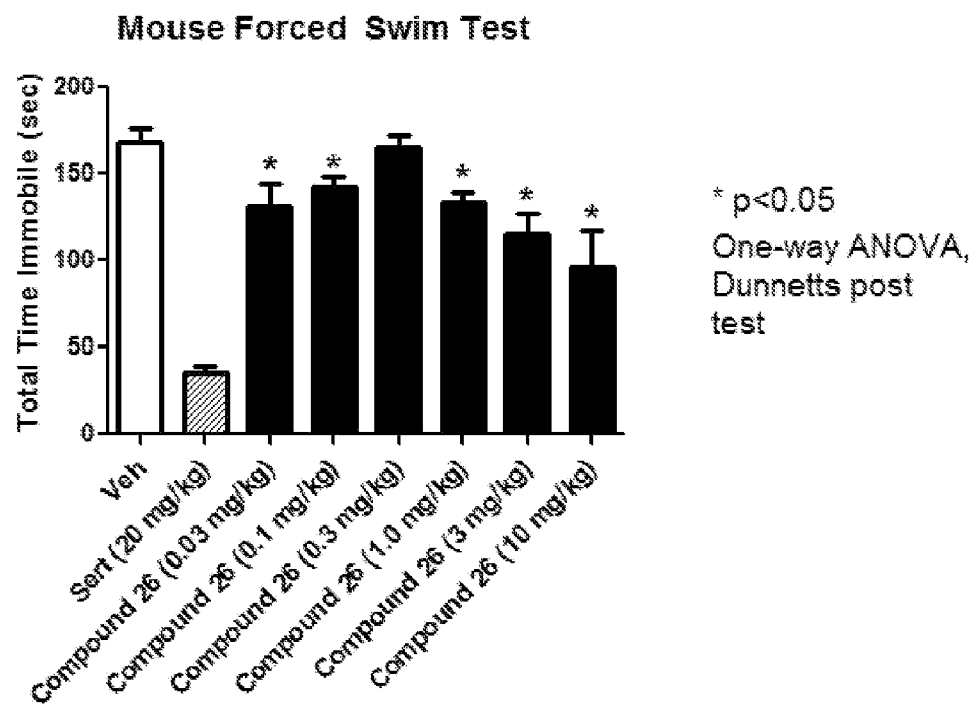 Mouse Forced Swim Test
Total Time Immobile (sec)
200
150
100
50
0
*
*
*
*
*
Veh
Sert (20 mg/kg)
Compound 26 (0.03 mg/kg)
Compound 26 (0.1 mg/kg)
Compound 26 (0.3 mg/kg)
Compound 26 (1.0 mg/kg)
Compound 26 (3 mg/kg)
Compound 26 (10 mg/kg)
* p<0.05
One-way ANOVA,
Dunnetts post
test